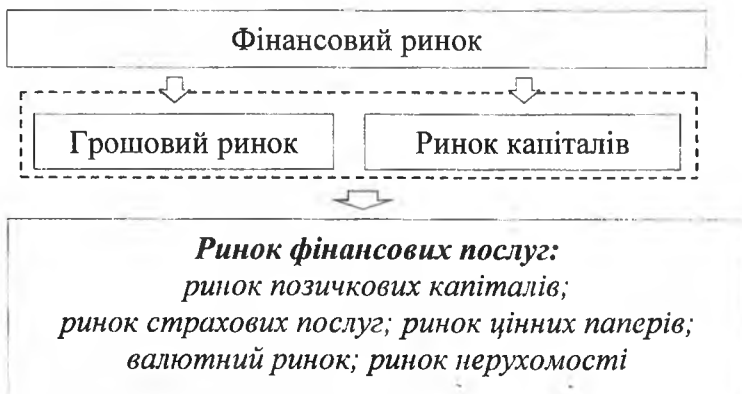 Фінансовий ринок
Грошовий ринок
Ринок капіталів
Ринок фінансових послуг:
ринок позичкових капіталів;
ринок страхових послуг; ринок цінних паперів;
валютний ринок; ринок нерухомості